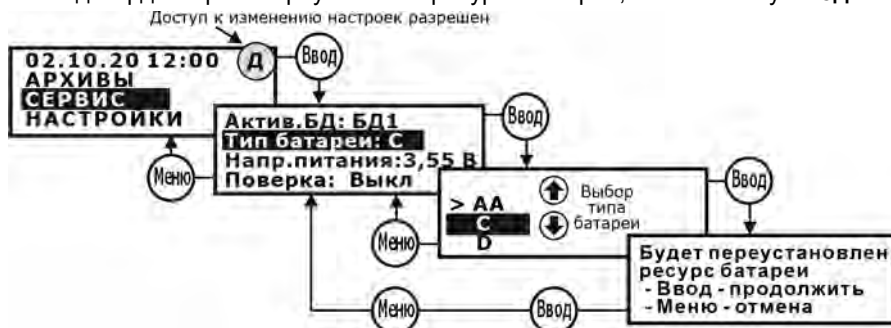 Доступ к изменению настроек разрешен
02.10.20 12:00
Д
Ввод
АРХИВЫ
СЕРВИС
НАСТРОЙКИ
Актив.БД: БД1
Тип батареи: С
Напр.питания:3,55 В
Поверка: Выкл
Ввод
Меню
> АА
С
D
Выбор
типа
батареи
Ввод
Меню
Будет переустановлен
ресурс батареи
- Ввод - продолжить
- Меню - отмена
Меню
Ввод